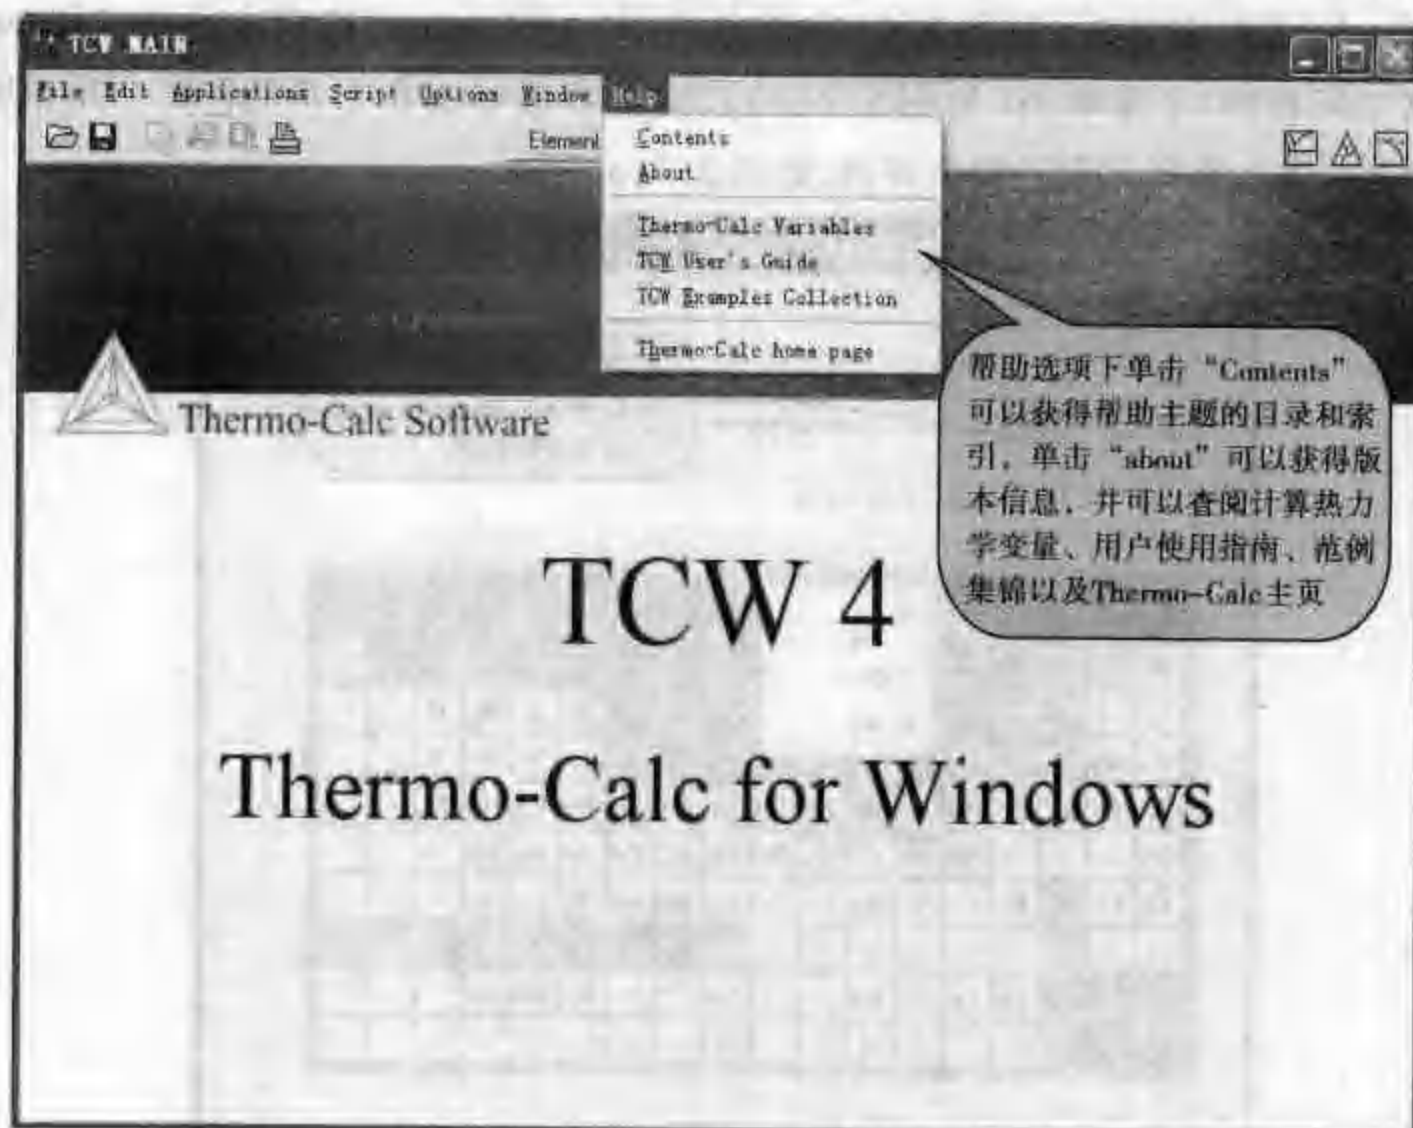 TCW MAIN
File Edit Applications Script Options Window Help
Element
Contents
About
Thermo-Calc Variables
TCW User's Guide
TCW Examples Collection
Thermo-Calc home page
帮助选项下单击“Contents”
可以获得帮助主题的目录和索
引，单击“about”可以获得版
本信息，并可以查阅计算热力
学变量、用户使用指南、范例
集锦以及Thermo-Calc主页
Thermo-Calc Software
TCW 4
Thermo-Calc for Windows